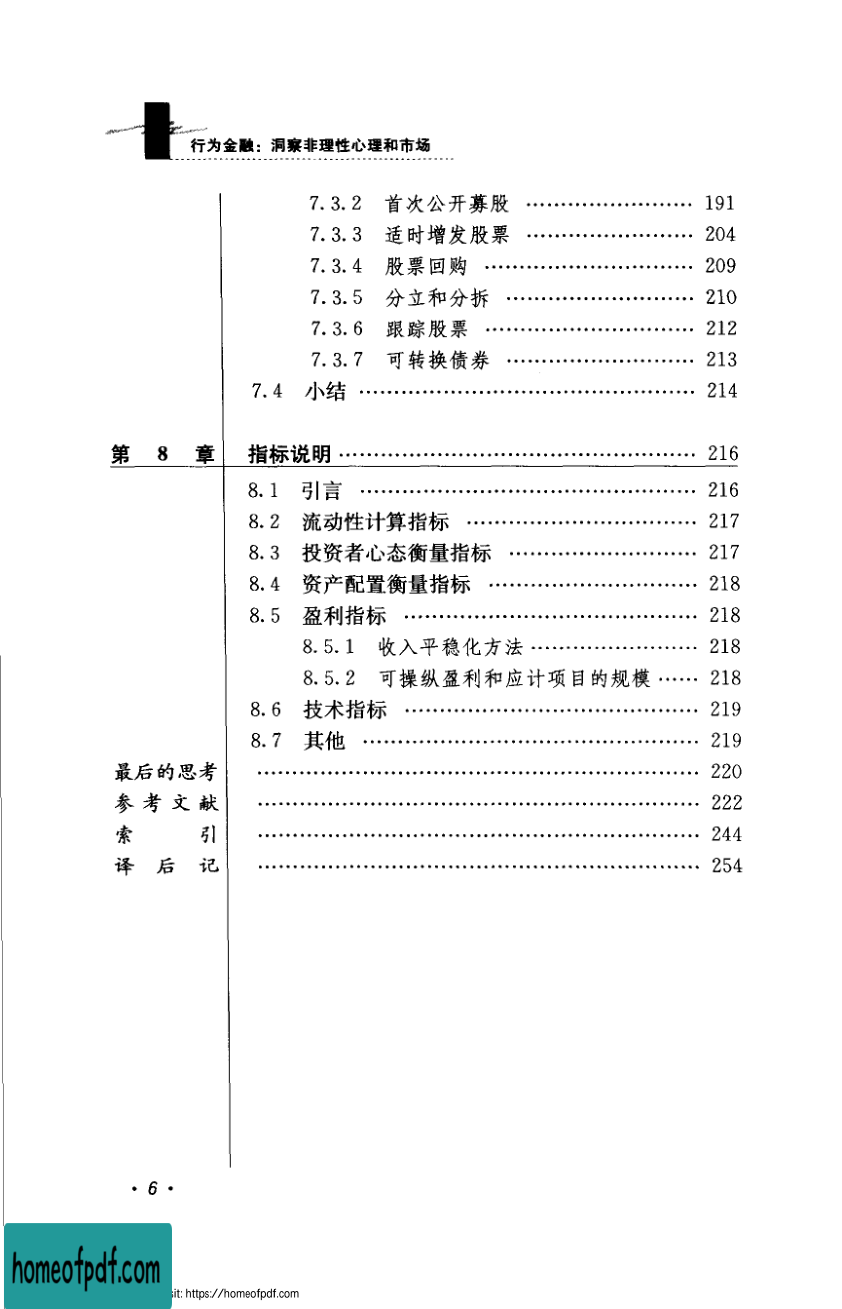 行为金融：洞察非理性心理和市场
7.3.2 首次公开募股 …………………… 191
7.3.3 适时增发股票 …………………… 204
7.3.4 股票回购 ………………………… 209
7.3.5 分立和分拆 ……………………… 210
7.3.6 跟踪股票 ………………………… 212
7.3.7 可转换债券 ……………………… 213
7.4 小结 ………………………………………… 214
第 8 章 指标说明 …………………………………………… 216
8.1 引言 ………………………………………… 216
8.2 流动性计算指标 …………………………… 217
8.3 投资者心态衡量指标 ……………………… 217
8.4 资产配置衡量指标 ………………………… 218
8.5 盈利指标 …………………………………… 218
8.5.1 收入平稳化方法 …………………… 218
8.5.2 可操纵盈利和应计项目的规模 …… 218
8.6 技术指标 …………………………………… 219
8.7 其他 ………………………………………… 219
最后的思考 ……………………………………………………… 220
参考文献 ……………………………………………………… 222
索 引 ……………………………………………………… 244
译后记 ……………………………………………………… 254
· 6 ·
homeofpdf.com
sit: https://homeofpdf.com